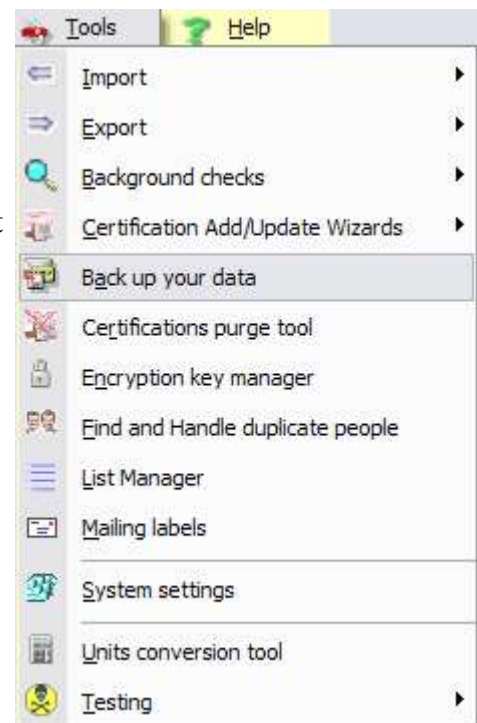 Tools Help
Import
Export
Background checks
t
Certification Add/Update Wizards
Back up your data
Certifications purge tool
Encryption key manager
Find and Handle duplicate people
List Manager
Mailing labels
System settings
Units conversion tool
Testing